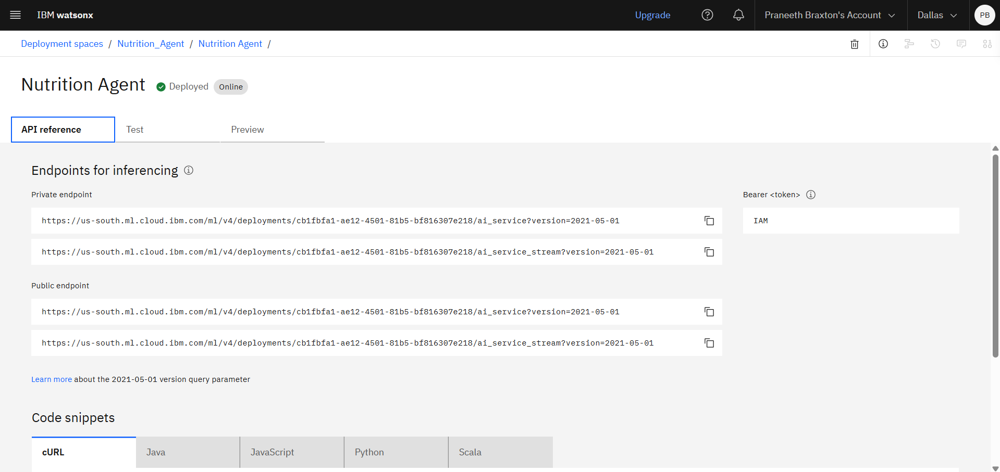 IBM watsonx
Upgrade
Praneeth Braxton's Account
Dallas
PB
Deployment spaces / Nutrition_Agent / Nutrition Agent /
Nutrition Agent
Deployed
Online
API reference
Test
Preview
Endpoints for inferencing
Private endpoint
Bearer <token>
https://us-south.ml.cloud.ibm.com/ml/v4/deployments/cb1fbfa1-ae12-4501-81b5-bf816307e218/ai_service?version=2021-05-01
IAM
https://us-south.ml.cloud.ibm.com/ml/v4/deployments/cb1fbfa1-ae12-4501-81b5-bf816307e218/ai_service_stream?version=2021-05-01
Public endpoint
https://us-south.ml.cloud.ibm.com/ml/v4/deployments/cb1fbfa1-ae12-4501-81b5-bf816307e218/ai_service?version=2021-05-01
https://us-south.ml.cloud.ibm.com/ml/v4/deployments/cb1fbfa1-ae12-4501-81b5-bf816307e218/ai_service_stream?version=2021-05-01
Learn more about the 2021-05-01 version query parameter
Code snippets
cURL
Java
JavaScript
Python
Scala